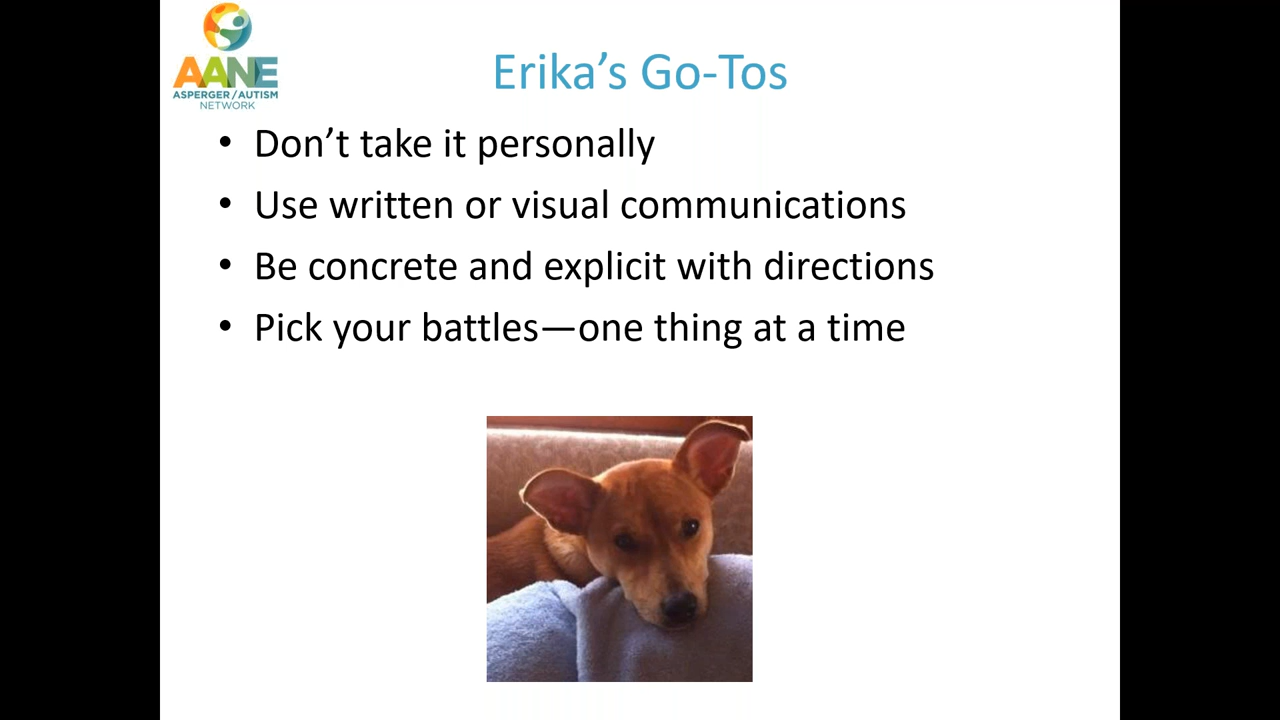 AANE
ASPERGER/AUTISM
NETWORK
Erika's Go-Tos
• Don't take it personally
• Use written or visual communications
• Be concrete and explicit with directions
• Pick your battles—one thing at a time